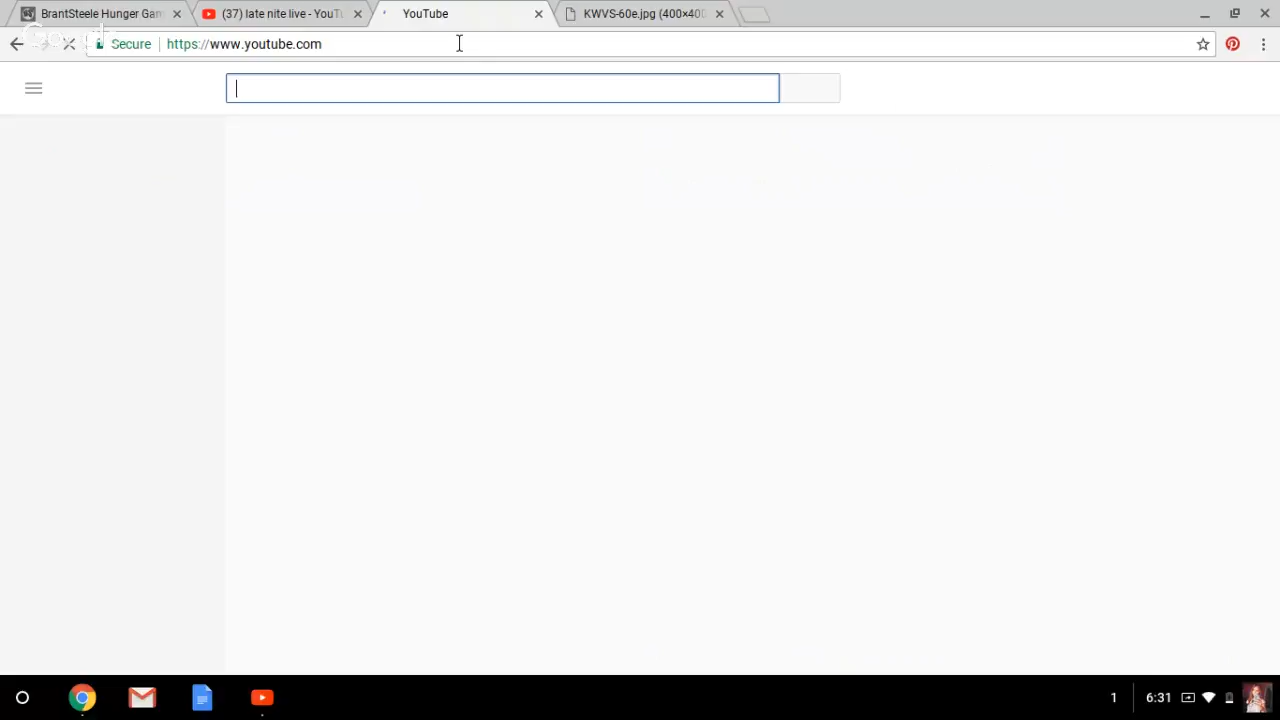 BrantSteele Hunger Gam
(37) late nite live - YouTu
YouTube
KWVS-60e.jpg (400×400
Secure
https://www.youtube.com
1
6:31